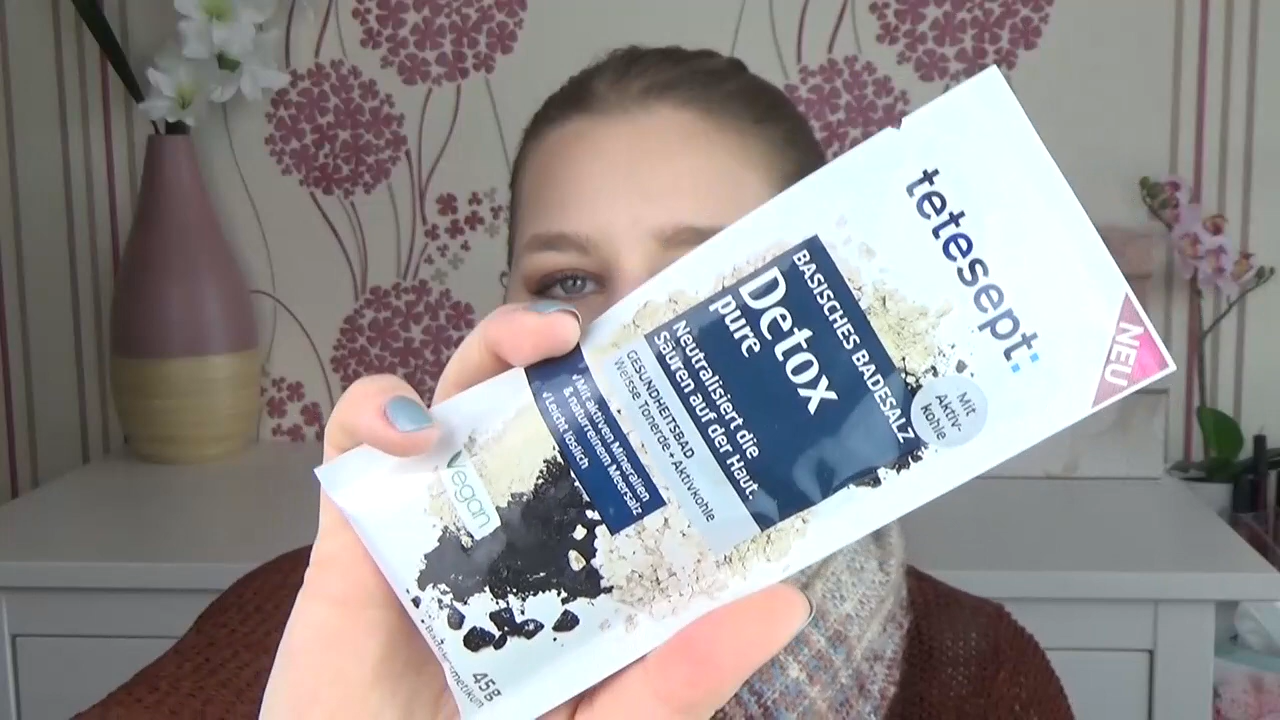 tetesept:
NEU
Mit
Aktiv-
kohle
BASISCHES BADESALZ
Detox
pure
Neutralisiert die
Säuren auf der Haut.
GESUNDHEITSBAD
Weisse Tonerde + Aktivkohle
√ Mit aktiven Mineralien
& naturreinem Meersalz
√ Leicht löslich
vegan
45g